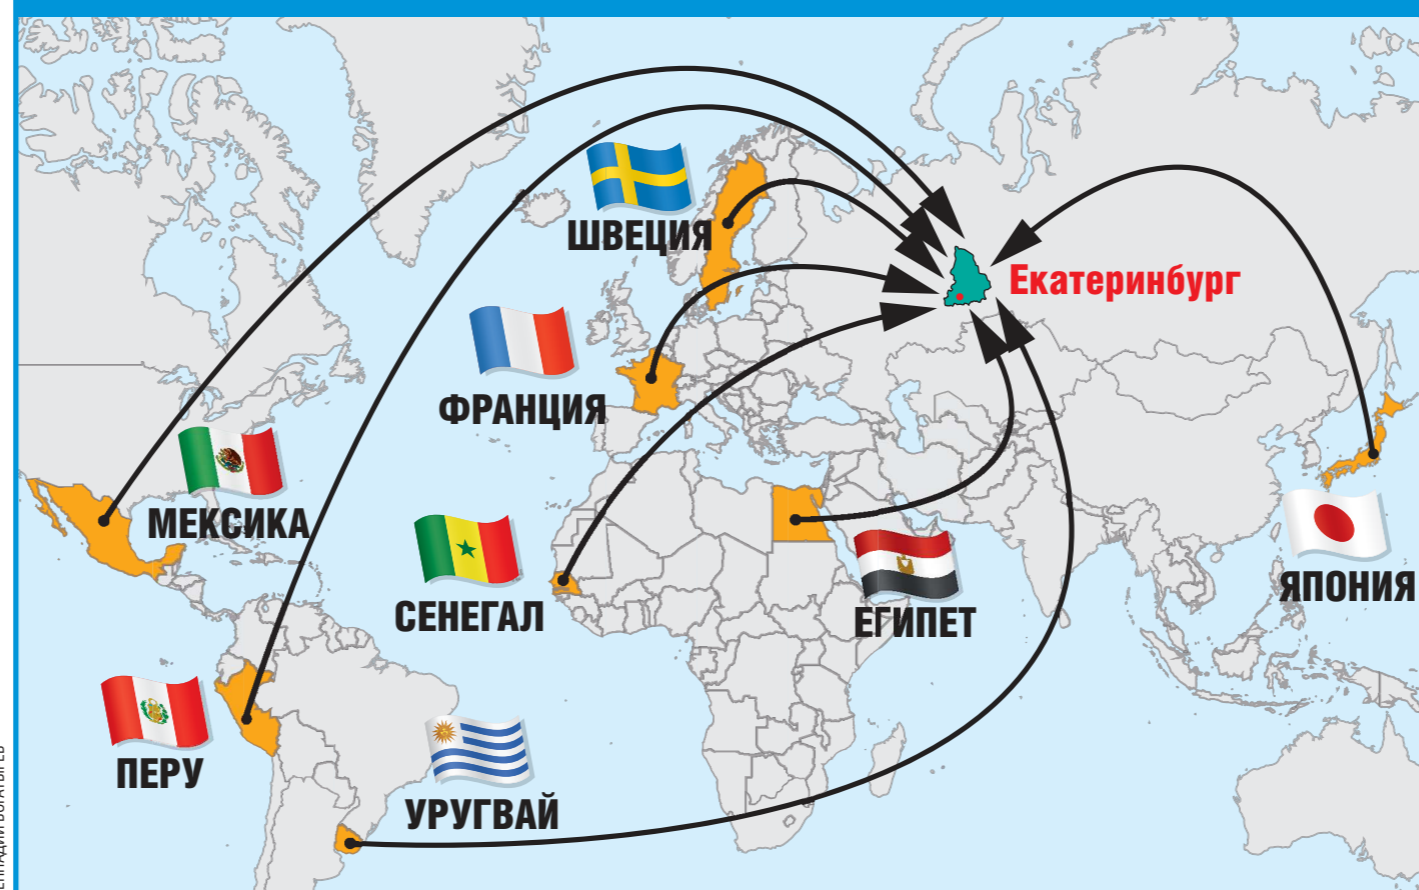 ШВЕЦИЯ
Екатеринбург
ФРАНЦИЯ
МЕКСИКА
СЕНЕГАЛ
ЕГИПЕТ
ЯПОНИЯ
ПЕРУ
УРУГВАЙ